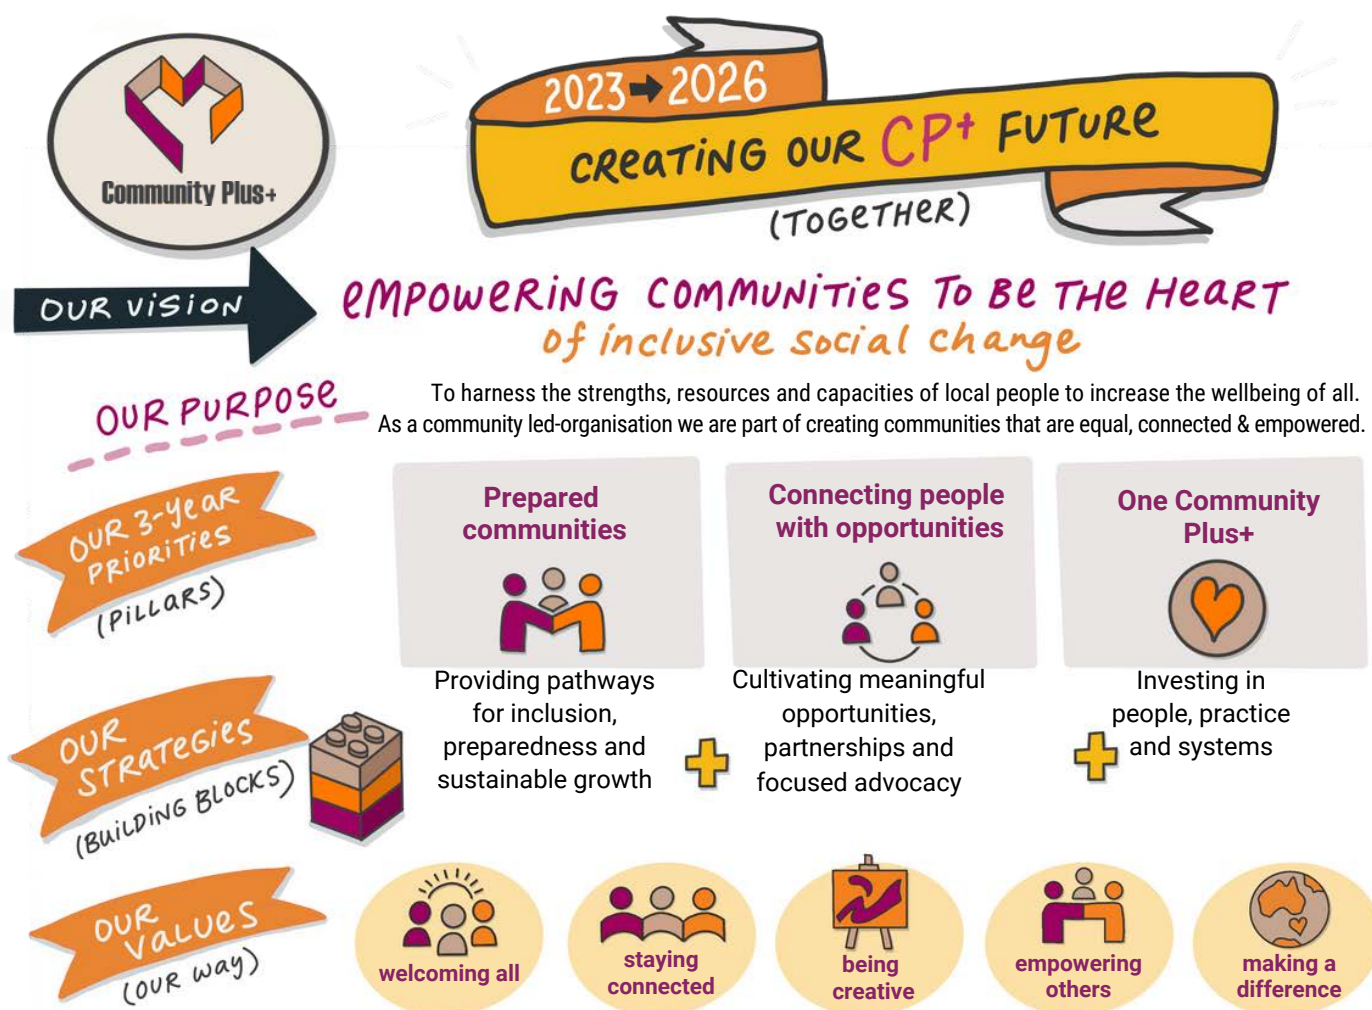 Community Plus+
2023 → 2026
CREATING OUR CP+ FUTURE
(TOGETHER)
OUR VISION
EMPOWERING COMMUNITIES TO BE THE HEART
of inclusive social change
OUR PURPOSE
To harness the strengths, resources and capacities of local people to increase the wellbeing of all.
As a community led-organisation we are part of creating communities that are equal, connected & empowered.
OUR 3-YEAR
PRIORITIES
(PILLARS)
Prepared
communities
Connecting people
with opportunities
One Community
Plus+
OUR
STRATEGIES
(BUILDING BLOCKS)
Providing pathways
for inclusion,
preparedness and
sustainable growth
Cultivating meaningful
opportunities,
partnerships and
focused advocacy
Investing in
people, practice
and systems
OUR
VALUES
(OUR WAY)
welcoming all
staying
connected
being
creative
empowering
others
making a
difference